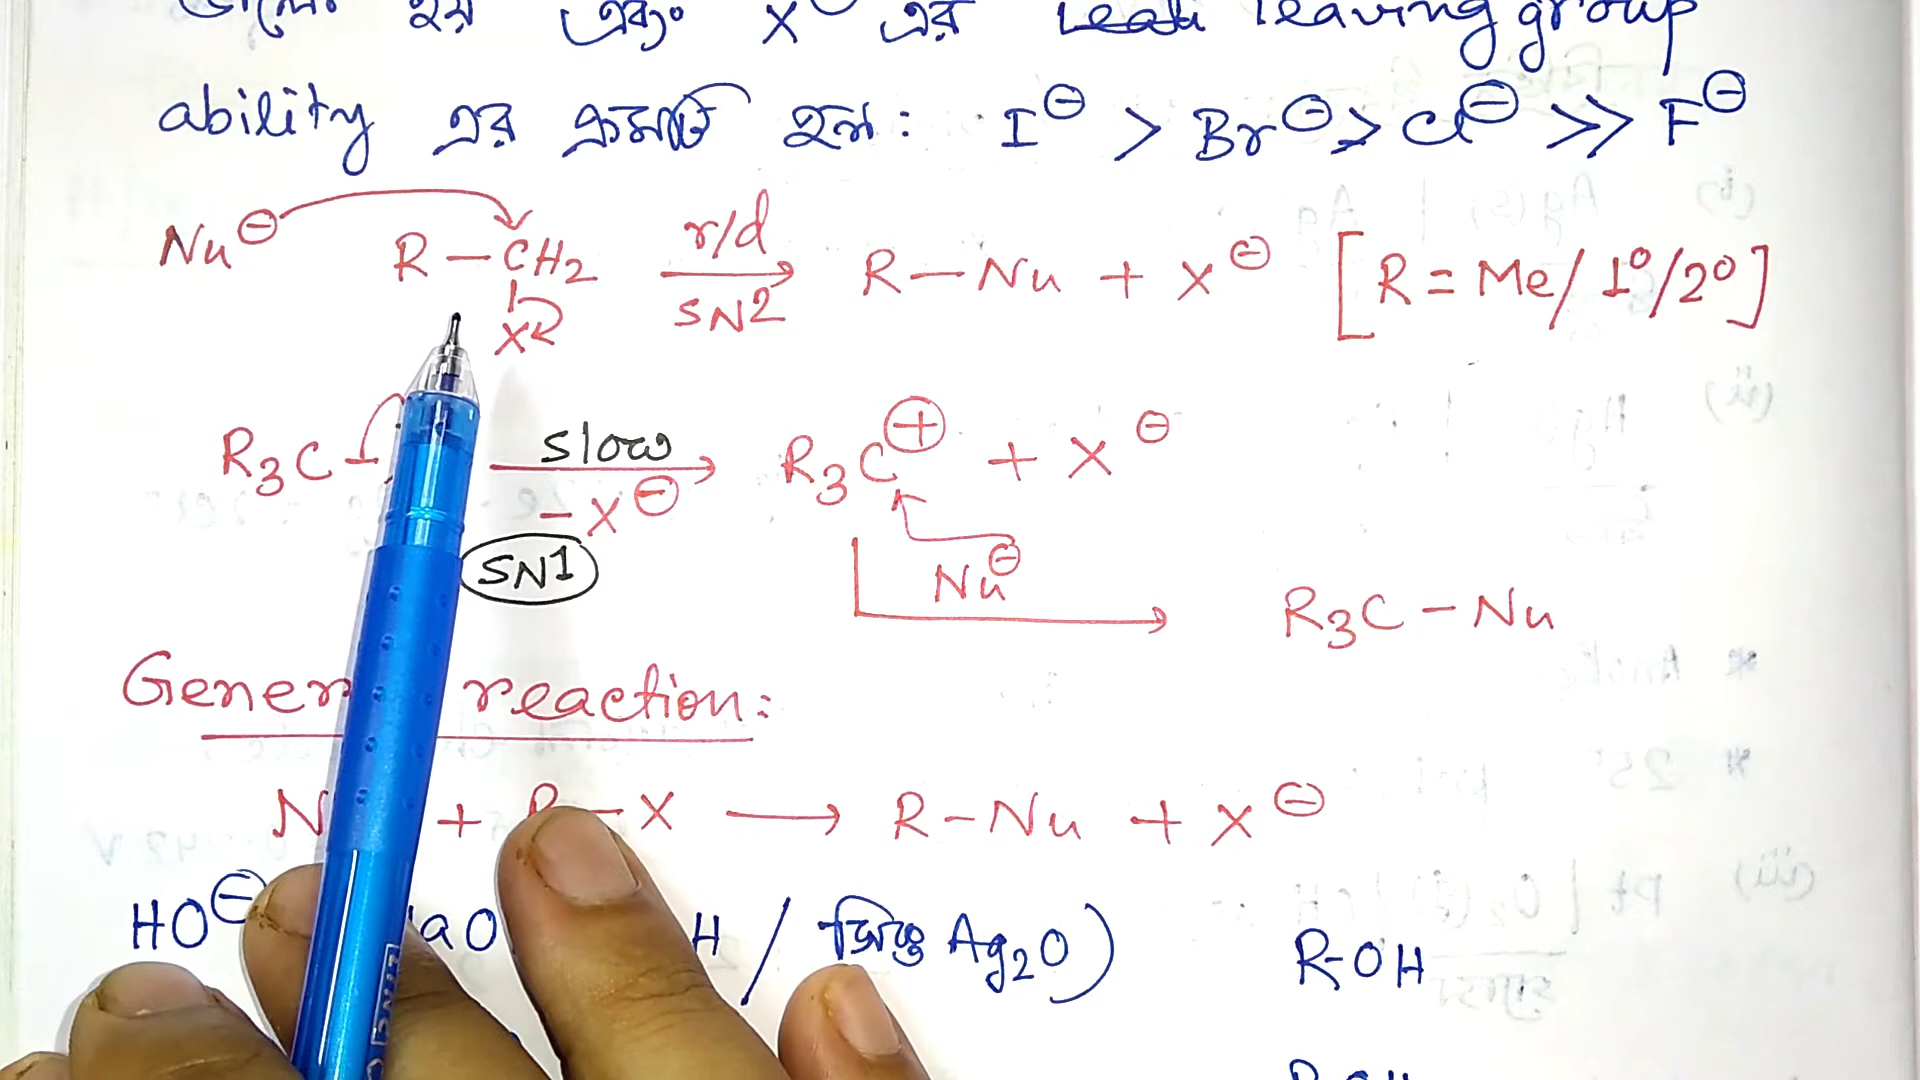 হয় এবং X⊖ এর leaving group
ability এর ক্রমটি হল: I⊖ > Br⊖ > Cl⊖ >> F⊖
Nu⊖ R-CH2 r/d R-Nu + X⊖ [R = Me/1°/2°]
X SN2
R3C slow R3C⊕ + X⊖
-X⊖
SN1 Nu⊖ R3C-Nu
reaction:
+ R-X → R-Nu + X⊖
HO⊖ / সিক্ত Ag2O) R-OH